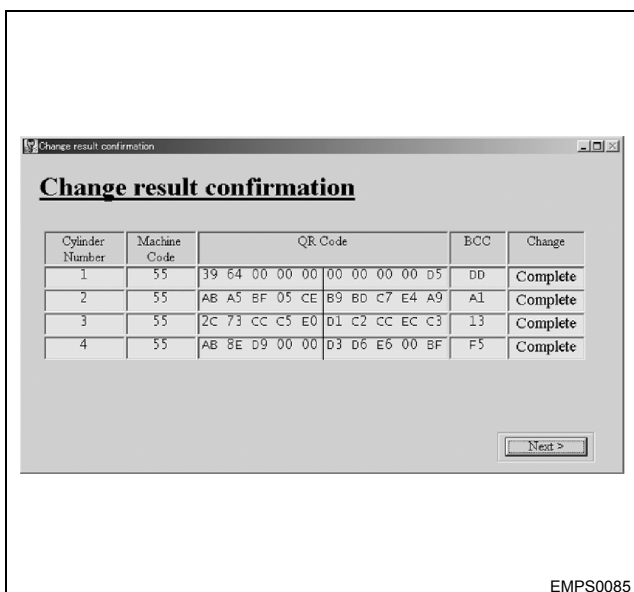 Change result confirmation
Change result confirmation
Cylinder Number Machine Code QR Code BCC Change
1 55 39 64 00 00 00 00 00 00 00 D5 DD Complete
2 55 AB A5 BF 05 CE B9 BD C7 E4 A9 A1 Complete
3 55 2C 73 CC C5 E0 D1 C2 CC EC C3 13 Complete
4 55 AB 8E D9 00 00 D3 D6 E6 00 BF F5 Complete
Next >
EMPS0085